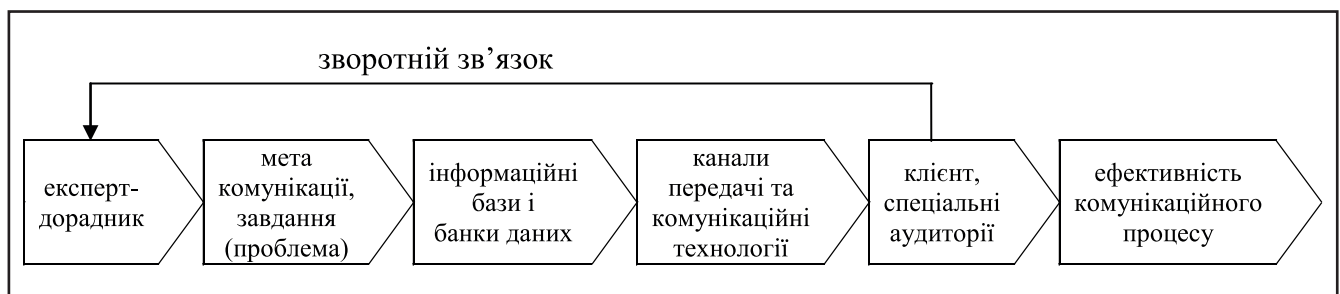 зворотній зв’язок
експерт-
дорадник
мета
комунікації,
завдання
(проблема)
інформаційні
бази і
банки даних
канали
передачі та
комунікаційні
технології
клієнт,
спеціальні
аудиторії
ефективність
комунікаційного
процесу